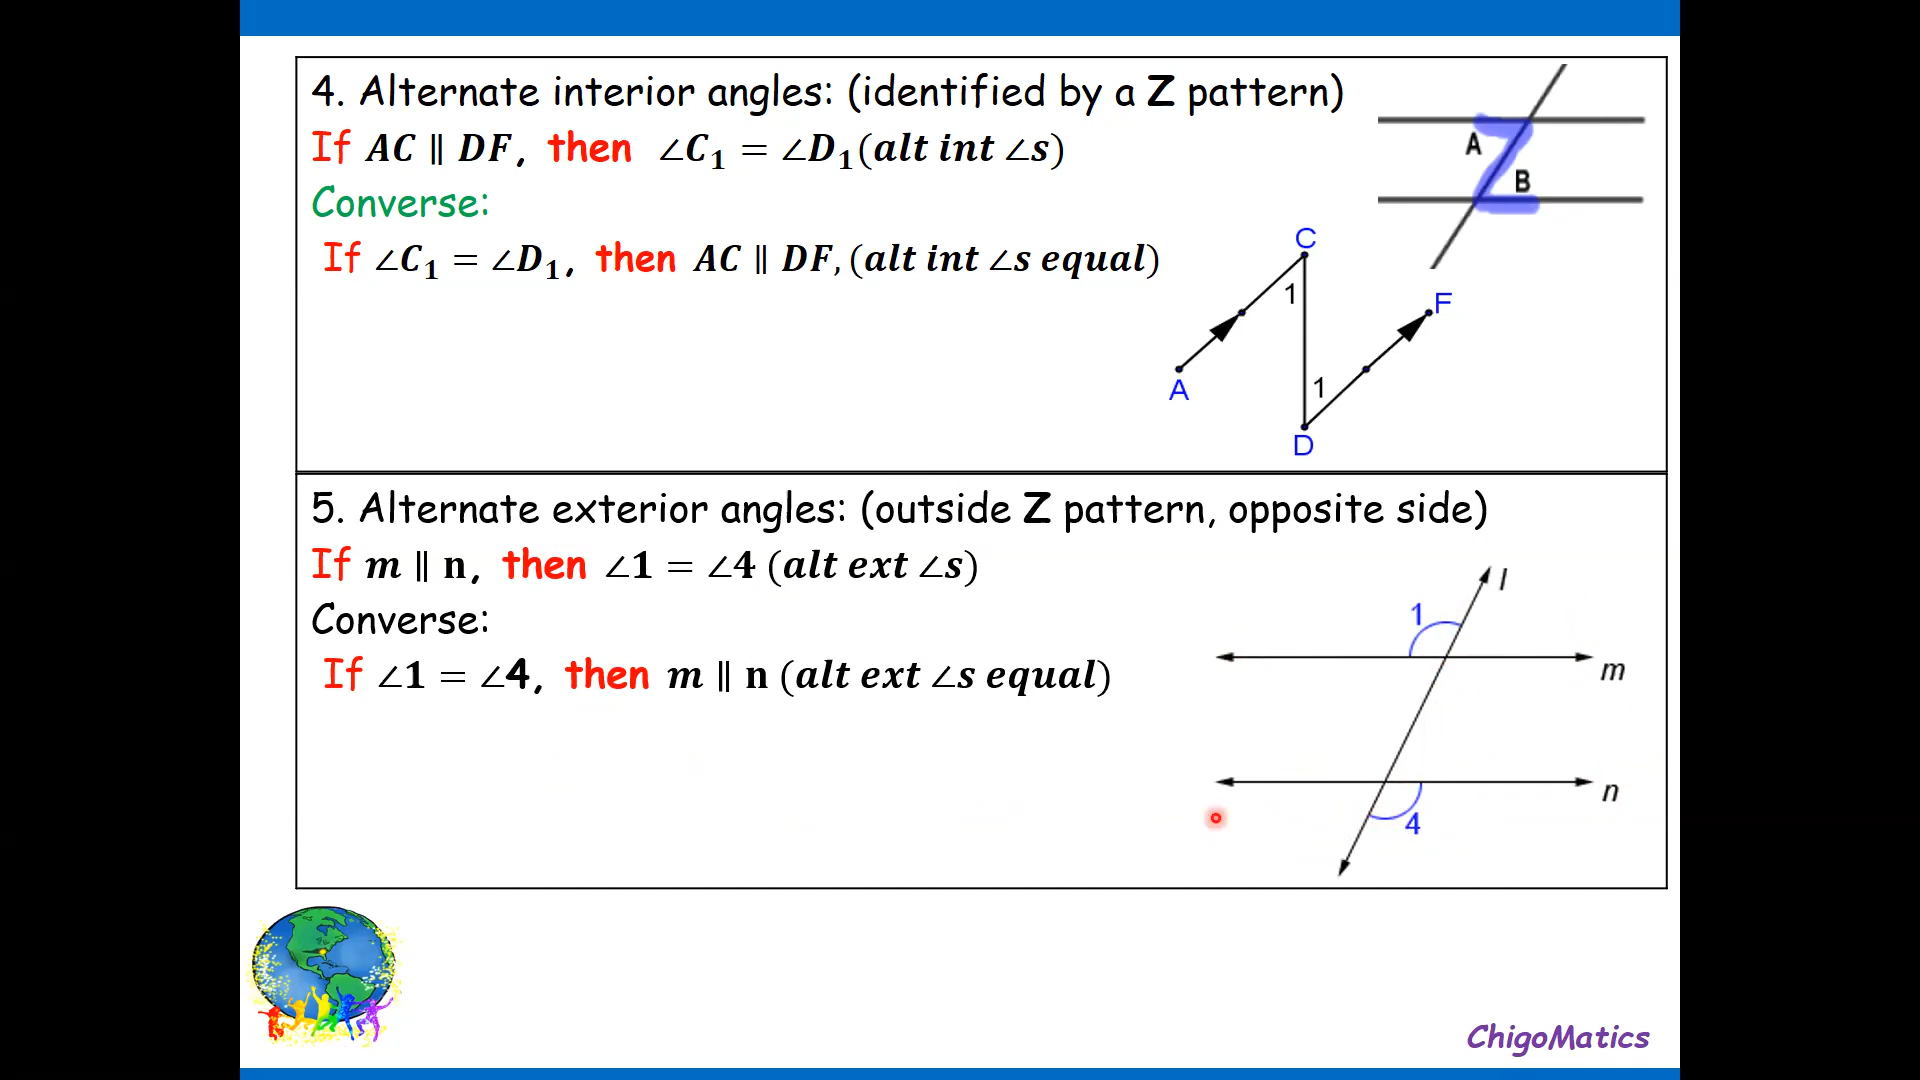 4. Alternate interior angles: (identified by a Z pattern)
If AC ∥ DF, then ∠C₁ = ∠D₁(alt int ∠s)
Converse:
If ∠C₁ = ∠D₁, then AC ∥ DF, (alt int ∠s equal)
A
B
C
1
F
A
1
D
5. Alternate exterior angles: (outside Z pattern, opposite side)
If m ∥ n, then ∠1 = ∠4 (alt ext ∠s)
Converse:
If ∠1 = ∠4, then m ∥ n (alt ext ∠s equal)
l
1
m
n
4
ChigoMatics